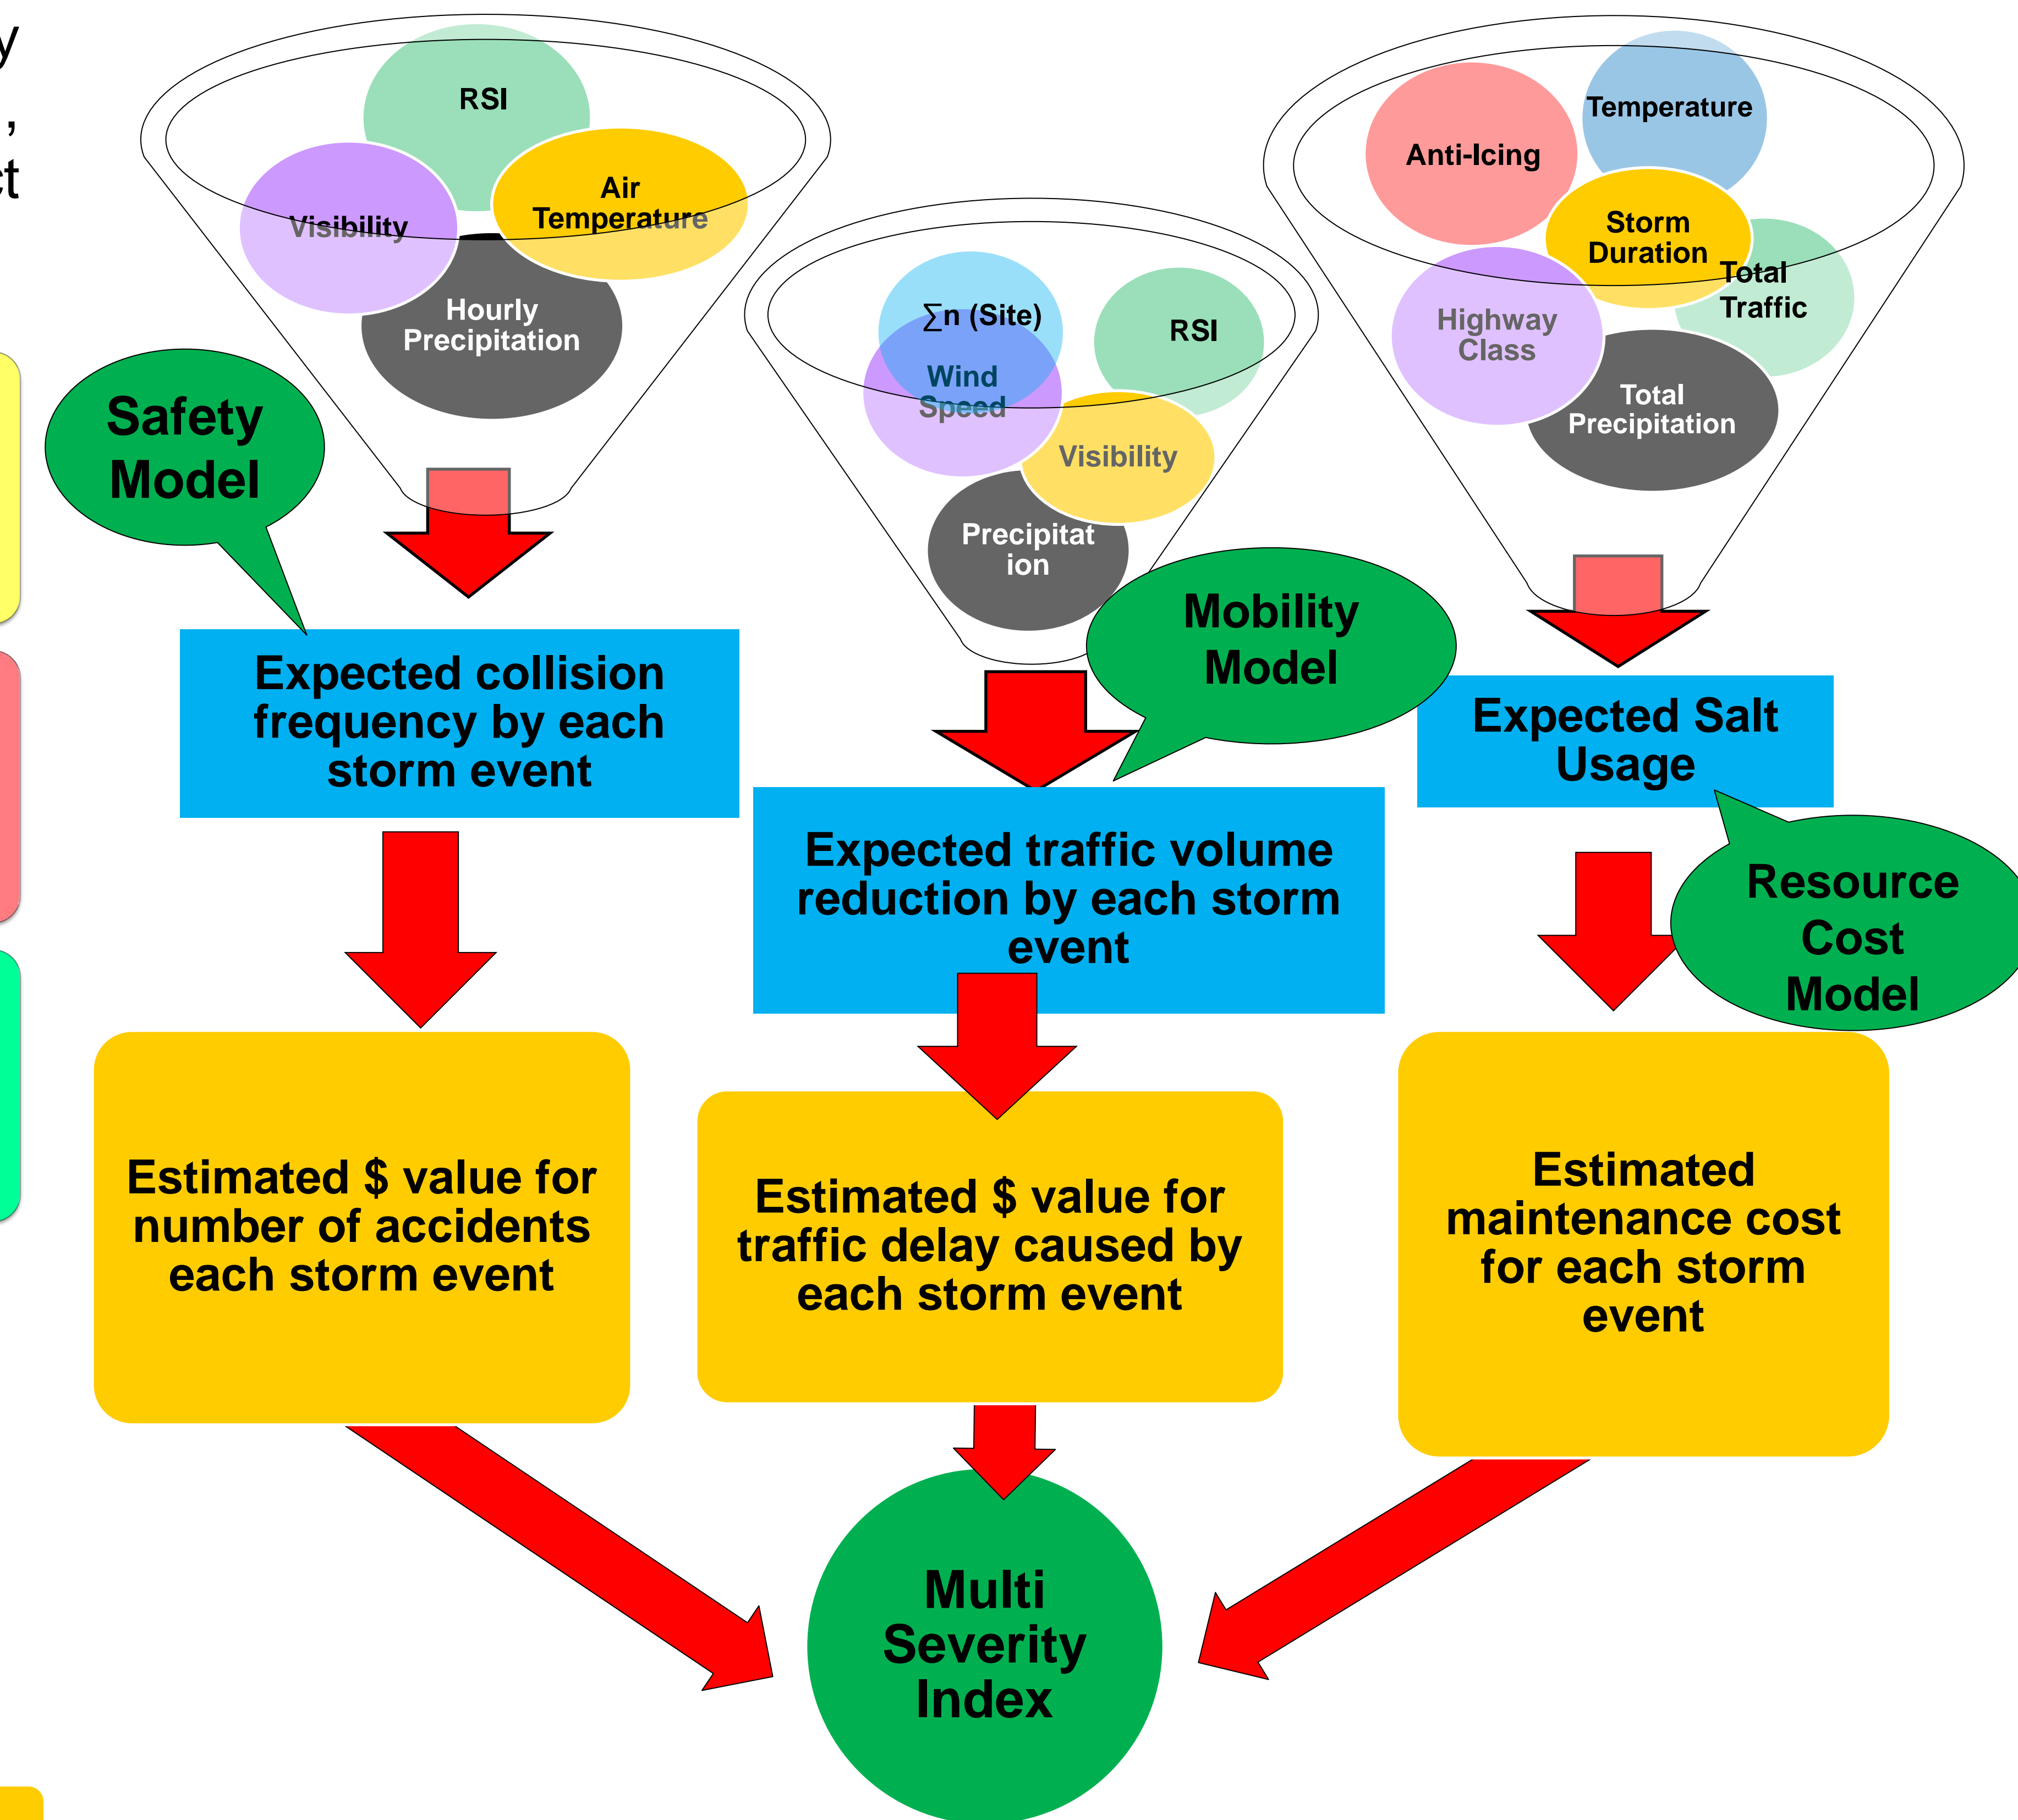 y
,
ct
RSI
Visibility
Air
Temperature
Hourly
Precipitation
Safety
Model
Expected collision
frequency by each
storm event
Estimated $ value for
number of accidents
each storm event
∑n (Site)
RSI
Wind
Speed
Visibility
Precipitat
ion
Mobility
Model
Expected traffic volume
reduction by each storm
event
Estimated $ value for
traffic delay caused by
each storm event
Anti-Icing
Temperature
Storm
Duration
Total
Traffic
Highway
Class
Total
Precipitation
Expected Salt
Usage
Resource
Cost
Model
Estimated
maintenance cost
for each storm
event
Multi
Severity
Index